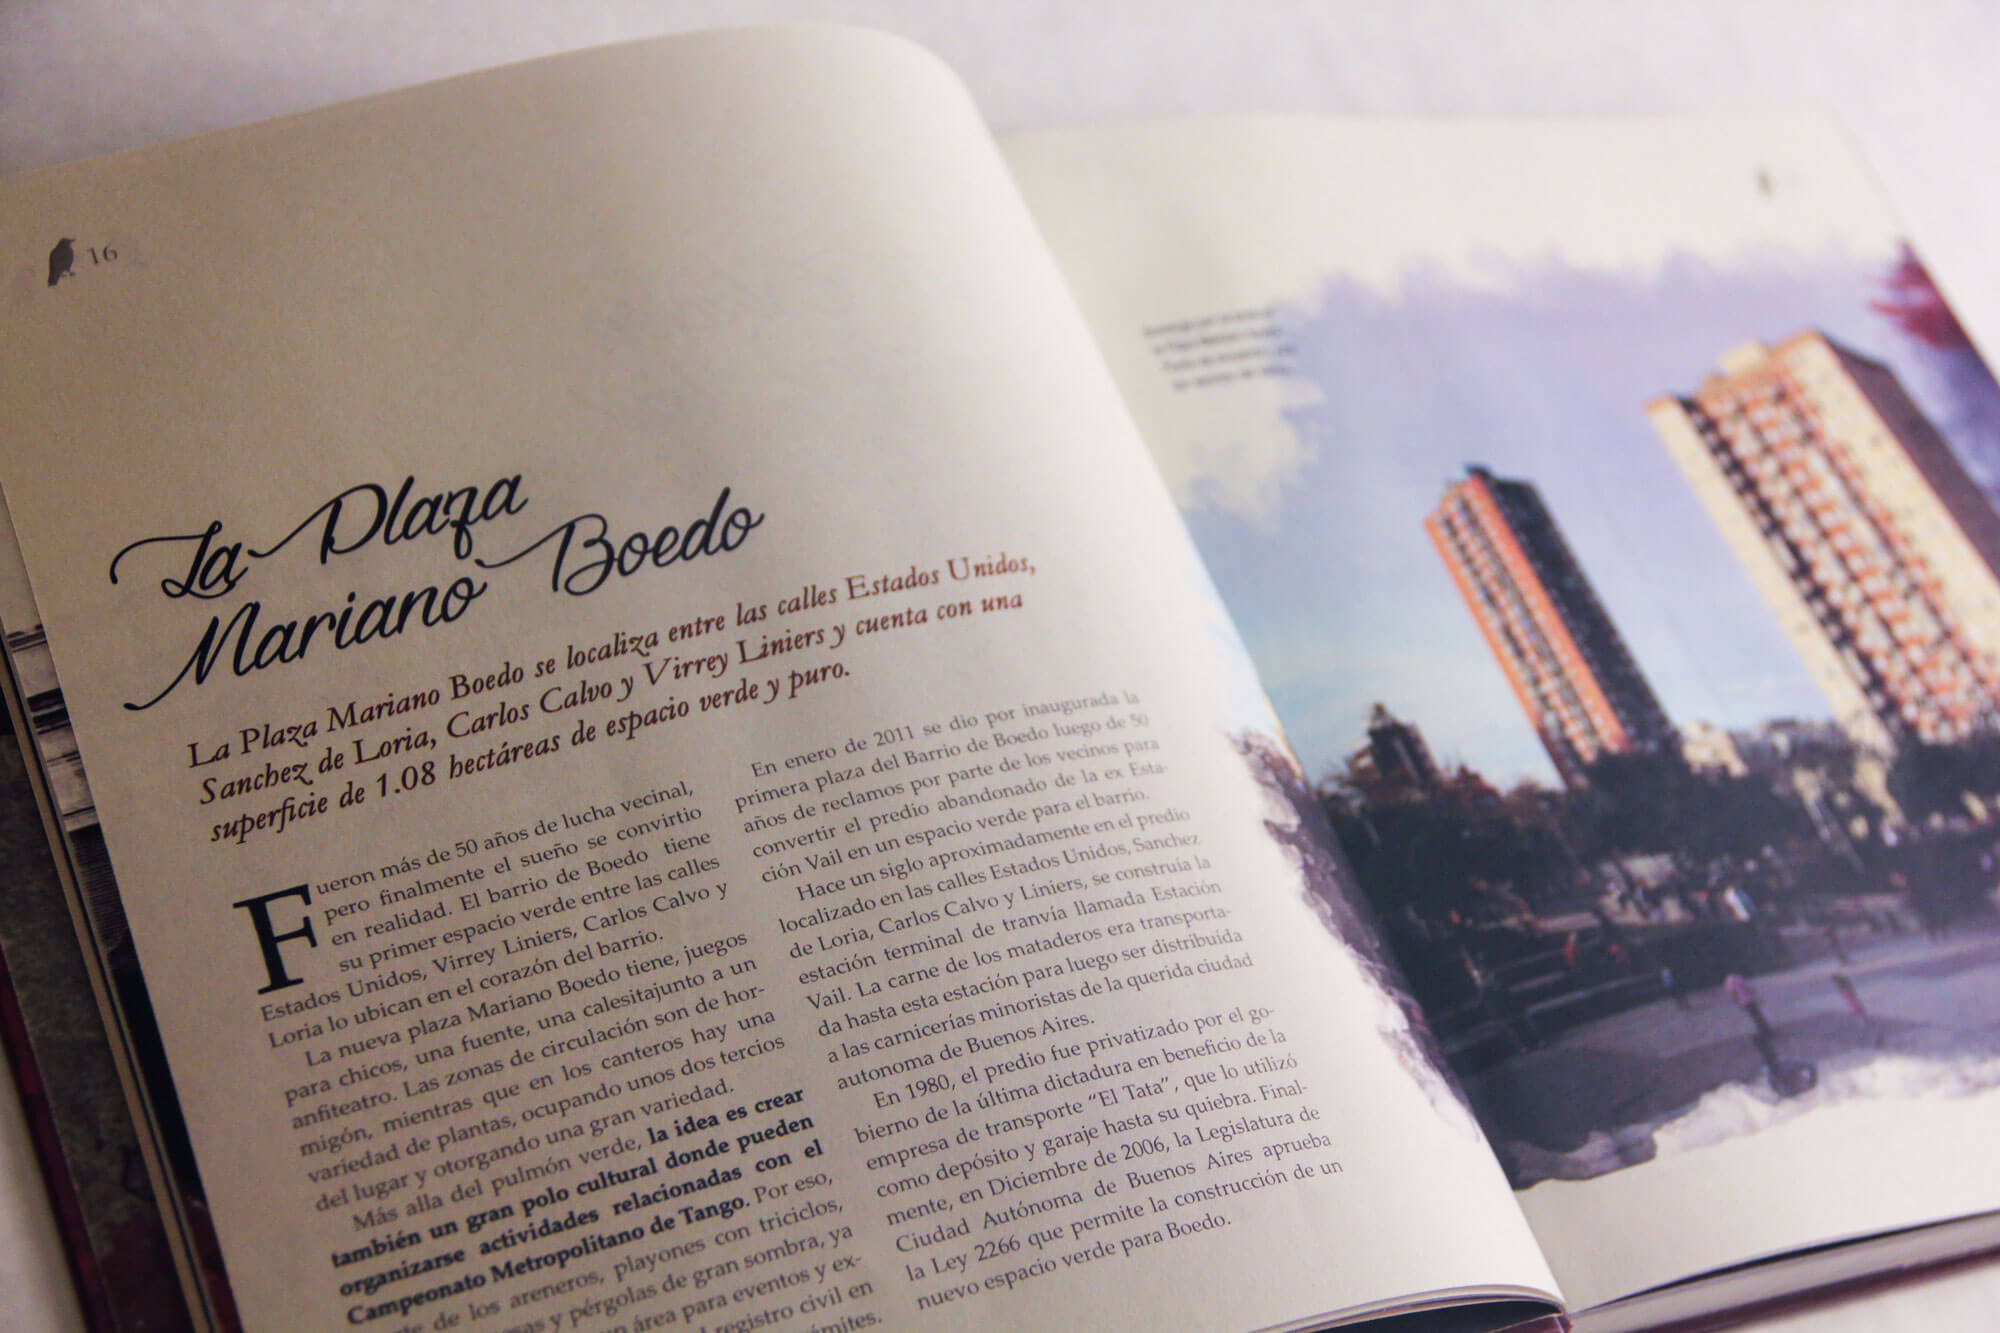 16
La Plaza
Mariano Boedo
La Plaza Mariano Boedo se localiza entre las calles Estados Unidos,
Sanchez de Loria, Carlos Calvo y Virrey Liniers y cuenta con una
superficie de 1.08 hectáreas de espacio verde y puro.
Fueron más de 50 años de lucha vecinal,
pero finalmente el sueño se convirtio
en realidad. El barrio de Boedo tiene
su primer espacio verde entre las calles
Estados Unidos, Virrey Liniers, Carlos Calvo y
Loria lo ubican en el corazón del barrio.
La nueva plaza Mariano Boedo tiene, juegos
para chicos, una fuente, una calesitajunto a un
anfiteatro. Las zonas de circulación son de hor-
migón, mientras que en los canteros hay una
variedad de plantas, ocupando unos dos tercios
del lugar y otorgando una gran variedad.
Más alla del pulmón verde, la idea es crear
también un gran polo cultural donde pueden
organizarse actividades relacionadas con el
Campeonato Metropolitano de Tango. Por eso,
de los areneros, playones con triciclos,
y pérgolas de gran sombra, ya
área para eventos y ex-
registro civil en
En enero de 2011 se dio por inaugurada la
primera plaza del Barrio de Boedo luego de 50
años de reclamos por parte de los vecinos para
convertir el predio abandonado de la ex Esta-
ción Vail en un espacio verde para el barrio.
Hace un siglo aproximadamente en el predio
localizado en las calles Estados Unidos, Sanchez
de Loria, Carlos Calvo y Liniers, se construía la
estación terminal de tranvía llamada Estación
Vail. La carne de los mataderos era transporta-
da hasta esta estación para luego ser distribuída
a las carnicerías minoristas de la querida ciudad
autonoma de Buenos Aires.
En 1980, el predio fue privatizado por el go-
bierno de la última dictadura en beneficio de la
empresa de transporte “El Tata”, que lo utilizó
como depósito y garaje hasta su quiebra. Final-
mente, en Diciembre de 2006, la Legislatura de
Ciudad Autónoma de Buenos Aires aprueba
la Ley 2266 que permite la construcción de un
nuevo espacio verde para Boedo.